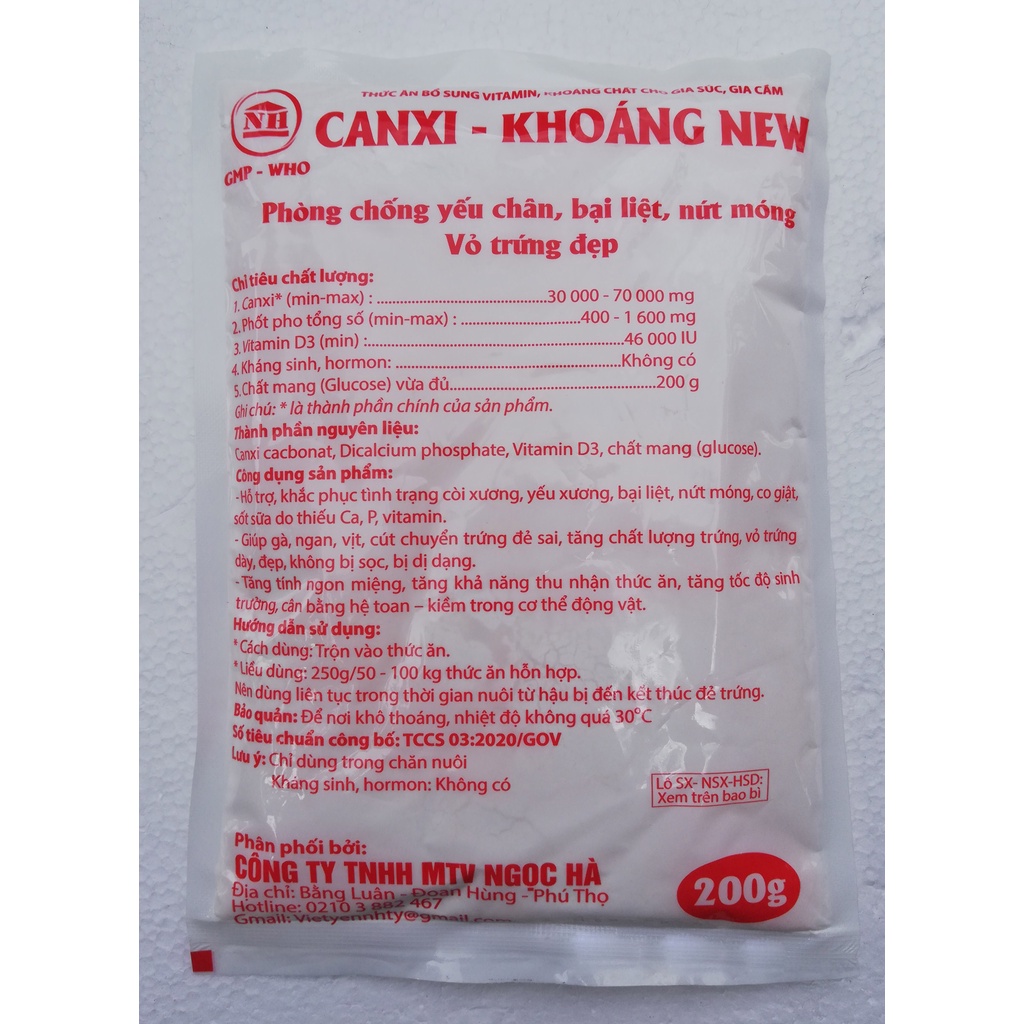 THỨC ĂN BỔ SUNG VITAMIN, KHOÁNG CHẤT CHO GIA SÚC, GIA CẦM
NH
CANXI - KHOÁNG NEW
GMP - WHO
Phòng chống yếu chân, bại liệt, nứt móng
Vỏ trứng đẹp
Chỉ tiêu chất lượng:
1. Canxi* (min-max) : ................................................30 000 - 70 000 mg
2. Phốt pho tổng số (min-max) : ..................................400 - 1 600 mg
3. Vitamin D3 (min) :........................................................................46 000 IU
4. Kháng sinh, hormon: ................................................................Không có
5. Chất mang (Glucose) vừa đủ..........................................................200 g
Ghi chú: * là thành phần chính của sản phẩm.
Thành phần nguyên liệu:
Canxi cacbonat, Dicalcium phosphate, Vitamin D3, chất mang (glucose).
Công dụng sản phẩm:
-Hỗ trợ, khắc phục tình trạng còi xương, yếu xương, bại liệt, nứt móng, co giật,
sốt sữa do thiếu Ca, P, vitamin.
- Giúp gà, ngan, vịt, cút chuyển trứng đẻ sai, tăng chất lượng trứng, vỏ trứng
dày, đẹp, không bị sọc, bị dị dạng.
-Tăng tính ngon miệng, tăng khả năng thu nhận thức ăn, tăng tốc độ sinh
trưởng, cân bằng hệ toan – kiềm trong cơ thể động vật.
Hướng dẫn sử dụng:
* Cách dùng: Trộn vào thức ăn.
* Liều dùng: 250g/50 - 100 kg thức ăn hỗn hợp.
Nên dùng liên tục trong thời gian nuôi từ hậu bị đến kết thúc đẻ trứng.
Bảo quản: Để nơi khô thoáng, nhiệt độ không quá 30°C
Số tiêu chuẩn công bố: TCCS 03:2020/GOV
Lưu ý: Chỉ dùng trong chăn nuôi
Kháng sinh, hormon: Không có
Lô SX- NSX-HSD:
Xem trên bao bì
Phân phối bởi:
CÔNG TY TNHH MTV NGỌC HÀ
Địa chỉ: Bằng Luân - Đoan Hùng - Phú Thọ
Hotline: 0210 3 882 467
Gmail: Vietyennhty@gmail.com
200g